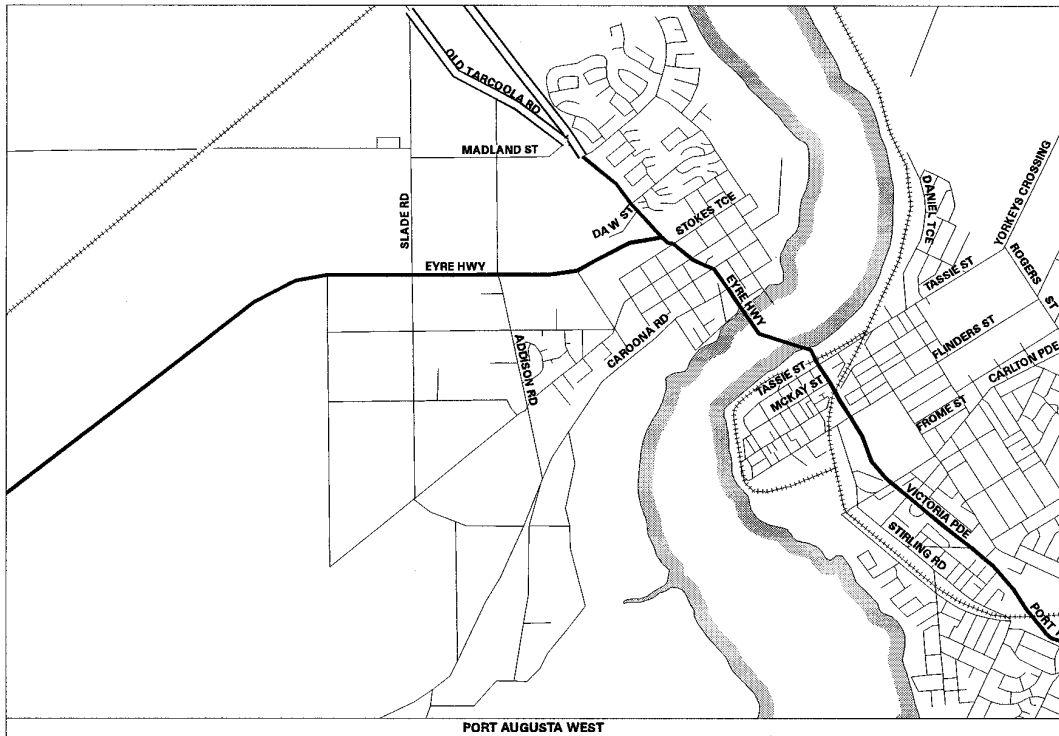 OLD TARCOOLA RD
MADLAND ST
SLADE RD
DAW ST
STOKES TCE
EYRE HWY
EYRE HWY
ADDISON RD
CAROONA RD
TASSIE ST
MCKAY ST
DANIEL TCE
YORKEYS CROSSING
ROGERS ST
TASSIE ST
FLINDERS ST
CARLTON PDE
FROME ST
VICTORIA PDE
STIRLING RD
PORT
PORT AUGUSTA WEST